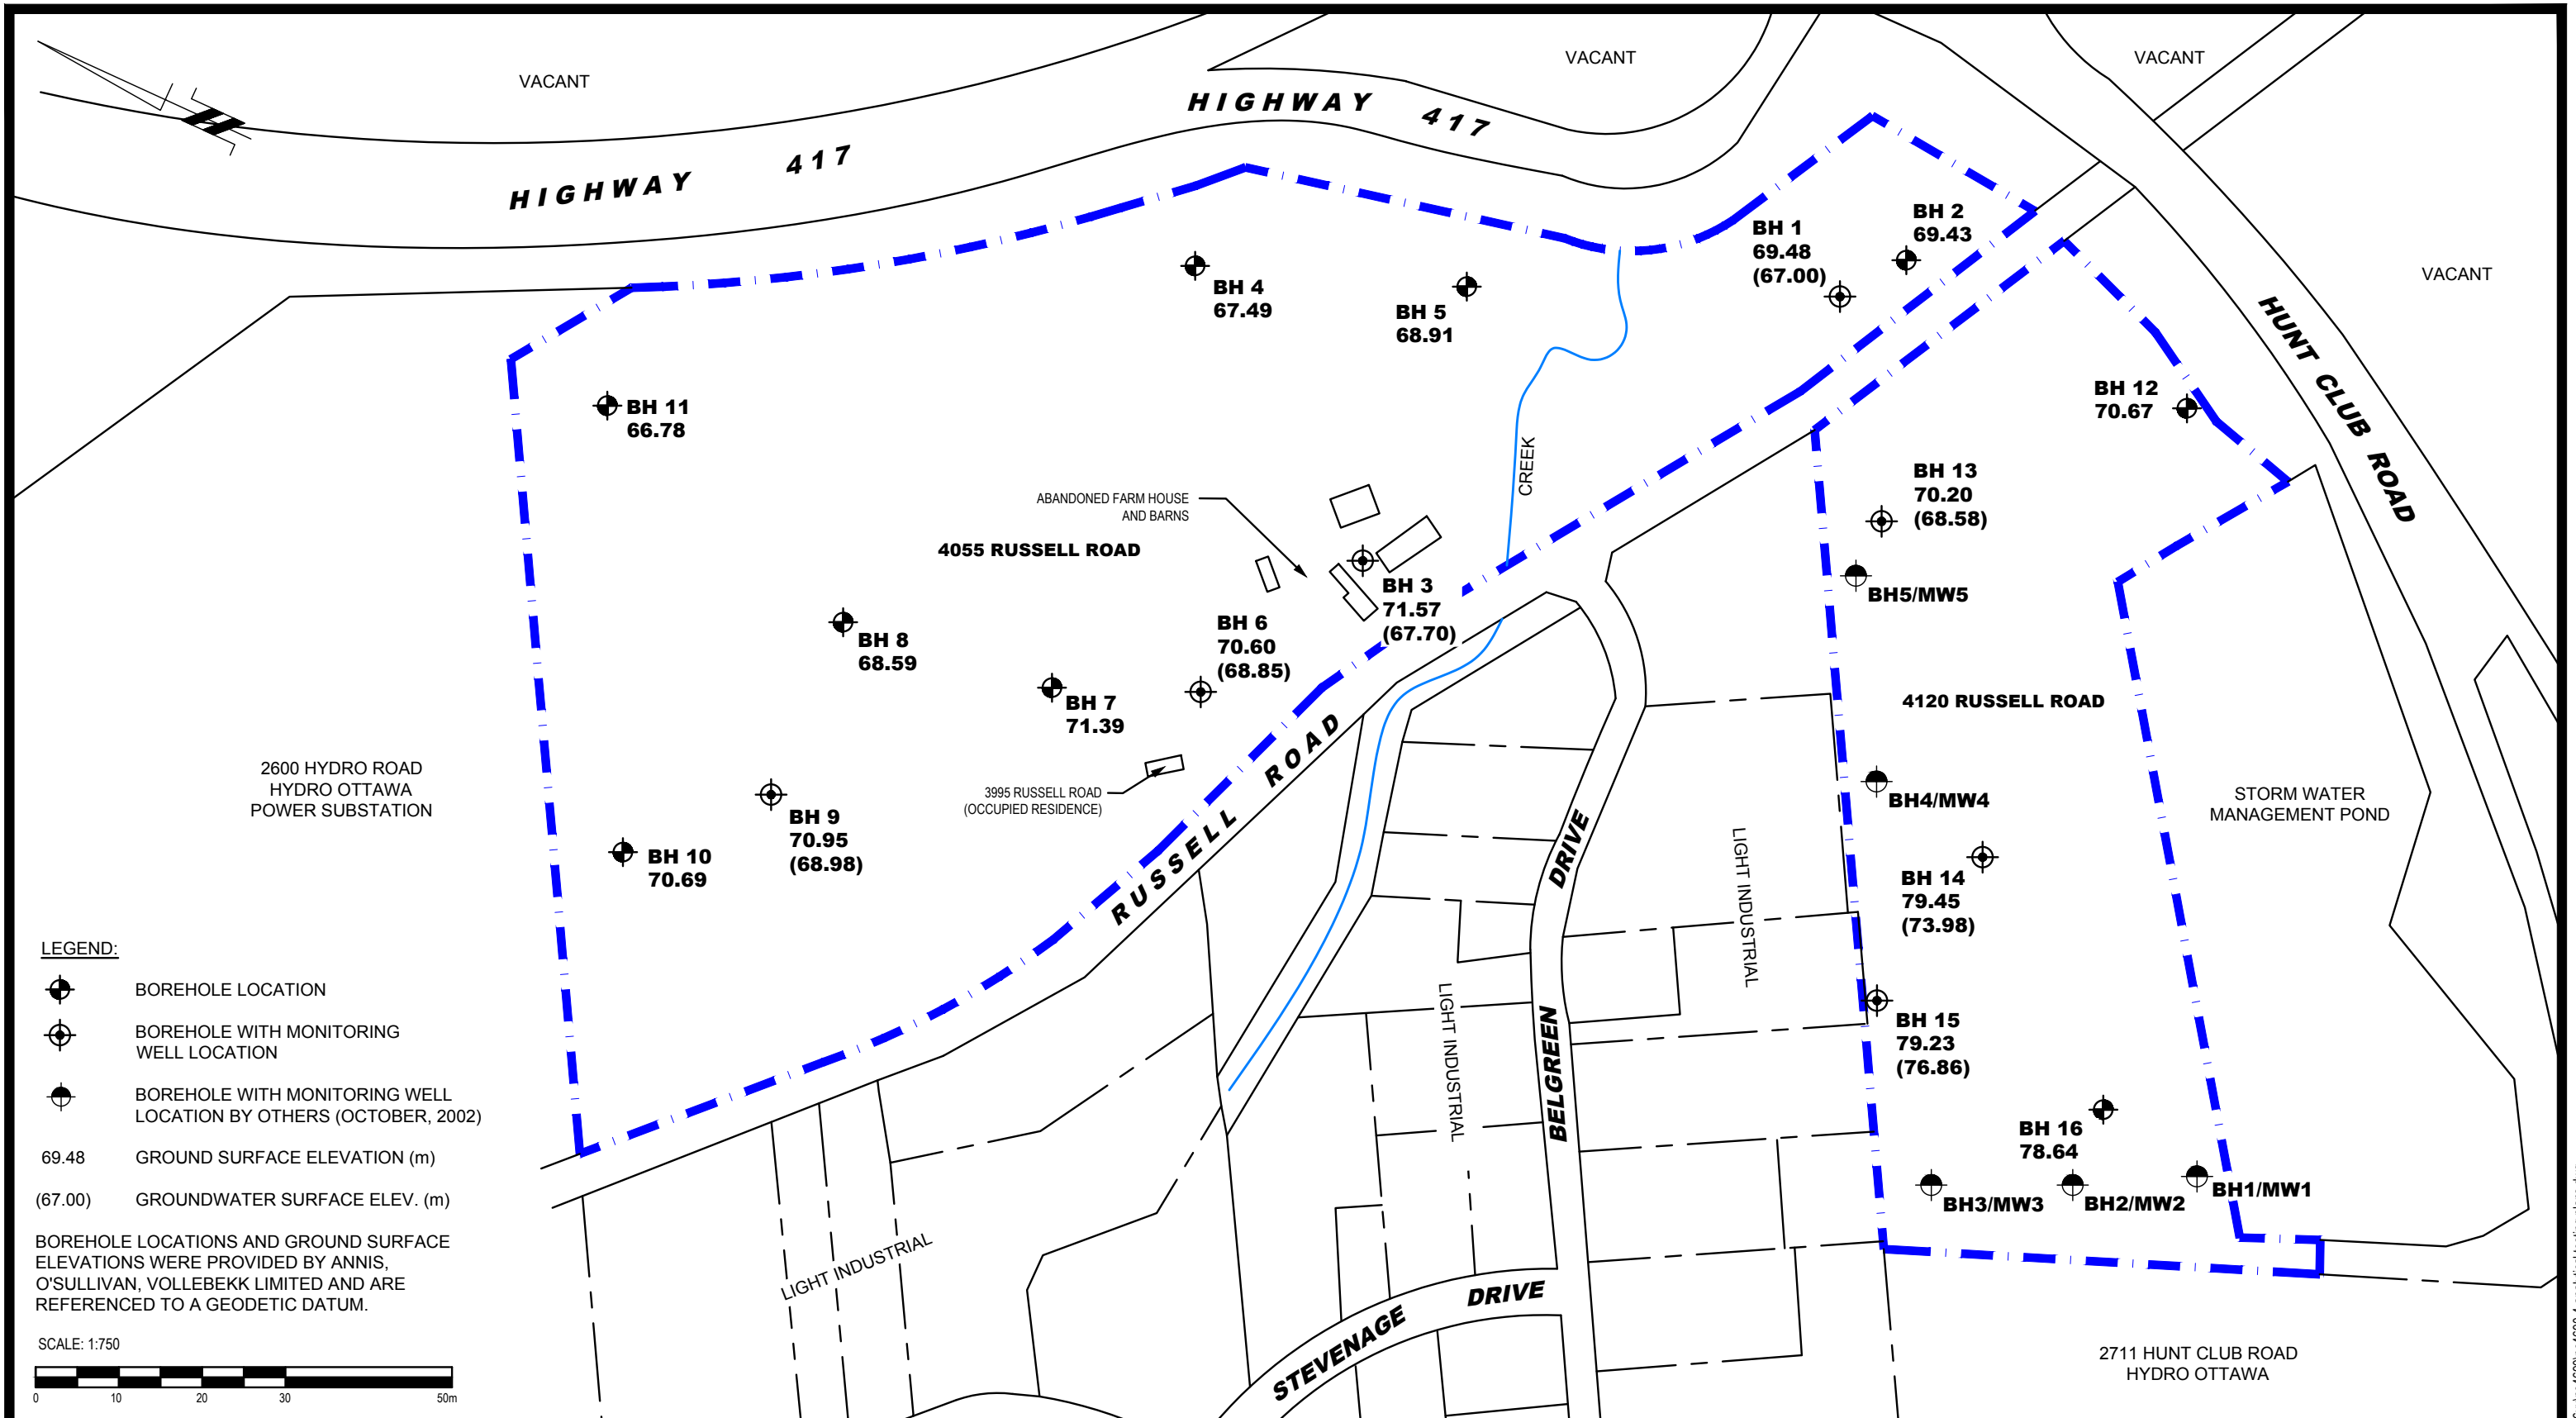 VACANT
VACANT
VACANT
VACANT
HIGHWAY 417
HIGHWAY 417
HUNT CLUB ROAD
BH 1
69.48
(67.00)
BH 2
69.43
BH 4
67.49
BH 5
68.91
BH 11
66.78
BH 12
70.67
CREEK
BH 13
70.20
(68.58)
BH5/MW5
ABANDONED FARM HOUSE
AND BARNS
4055 RUSSELL ROAD
BH 3
71.57
(67.70)
BH 6
70.60
(68.85)
BH 8
68.59
BH 7
71.39
4120 RUSSELL ROAD
2600 HYDRO ROAD
HYDRO OTTAWA
POWER SUBSTATION
3995 RUSSELL ROAD
(OCCUPIED RESIDENCE)
BH 9
70.95
(68.98)
BH 10
70.69
RUSSELL ROAD
BH4/MW4
STORM WATER
MANAGEMENT POND
BH 14
79.45
(73.98)
LIGHT INDUSTRIAL
LIGHT INDUSTRIAL
LIGHT INDUSTRIAL
BELGREEN DRIVE
BH 15
79.23
(76.86)
BH 16
78.64
BH3/MW3
BH2/MW2
BH1/MW1
STEVENAGE DRIVE
2711 HUNT CLUB ROAD
HYDRO OTTAWA
LEGEND:
BOREHOLE LOCATION
BOREHOLE WITH MONITORING
WELL LOCATION
BOREHOLE WITH MONITORING WELL
LOCATION BY OTHERS (OCTOBER, 2002)
69.48 GROUND SURFACE ELEVATION (m)
(67.00) GROUNDWATER SURFACE ELEV. (m)
BOREHOLE LOCATIONS AND GROUND SURFACE
ELEVATIONS WERE PROVIDED BY ANNIS,
O'SULLIVAN, VOLLEBEKK LIMITED AND ARE
REFERENCED TO A GEODETIC DATUM.
SCALE: 1:750
0 10 20 30 50m